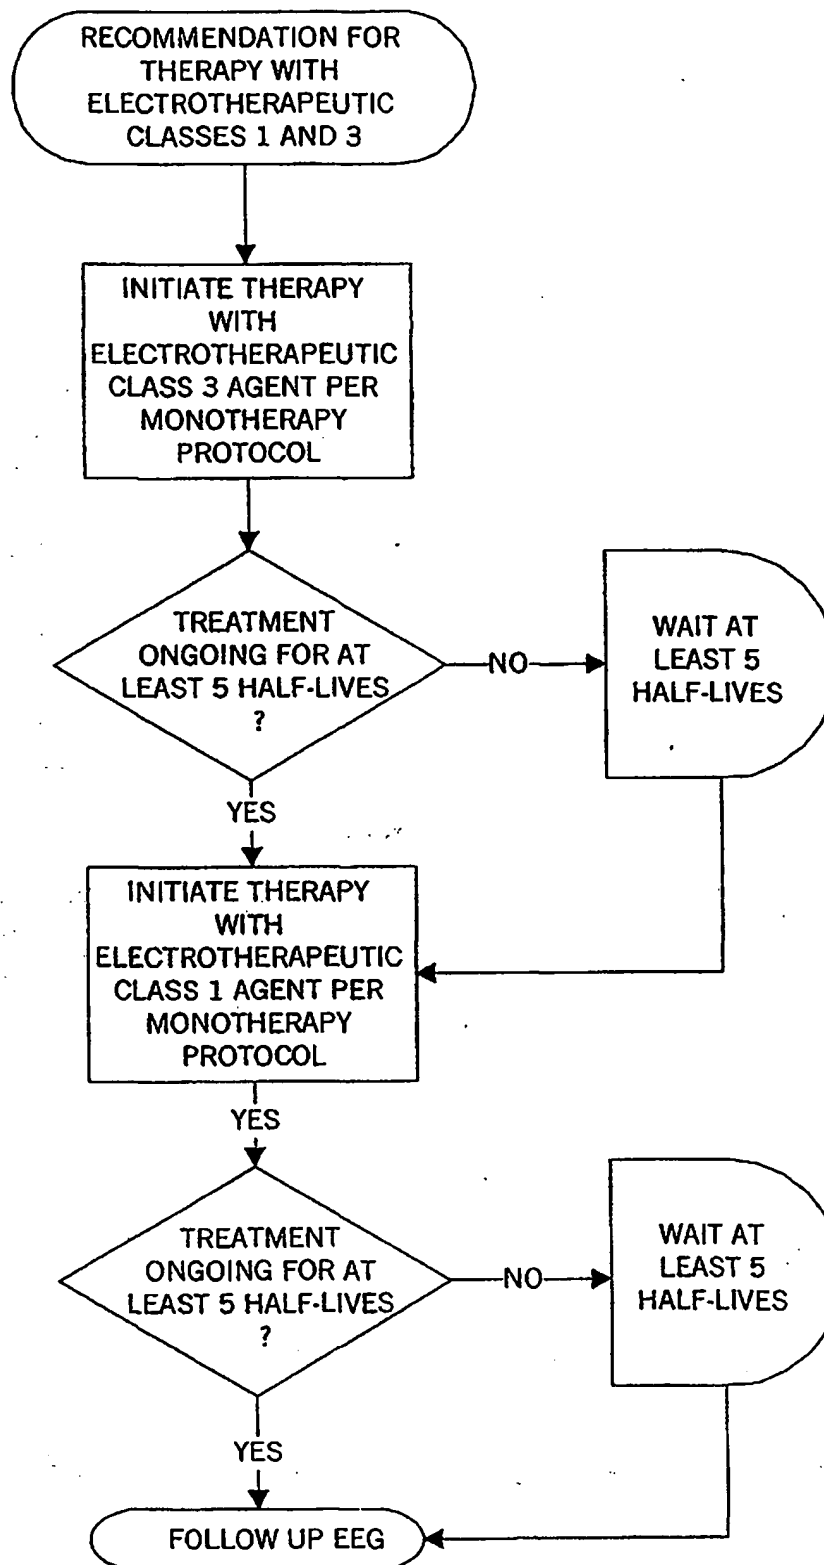 RECOMMENDATION FOR
THERAPY WITH
ELECTROTHERAPEUTIC
CLASSES 1 AND 3
INITIATE THERAPY
WITH
ELECTROTHERAPEUTIC
CLASS 3 AGENT PER
MONOTHERAPY
PROTOCOL
TREATMENT
ONGOING FOR AT
LEAST 5 HALF-LIVES
?
NO
WAIT AT
LEAST 5
HALF-LIVES
YES
INITIATE THERAPY
WITH
ELECTROTHERAPEUTIC
CLASS 1 AGENT PER
MONOTHERAPY
PROTOCOL
YES
TREATMENT
ONGOING FOR AT
LEAST 5 HALF-LIVES
?
NO
WAIT AT
LEAST 5
HALF-LIVES
YES
FOLLOW UP EEG